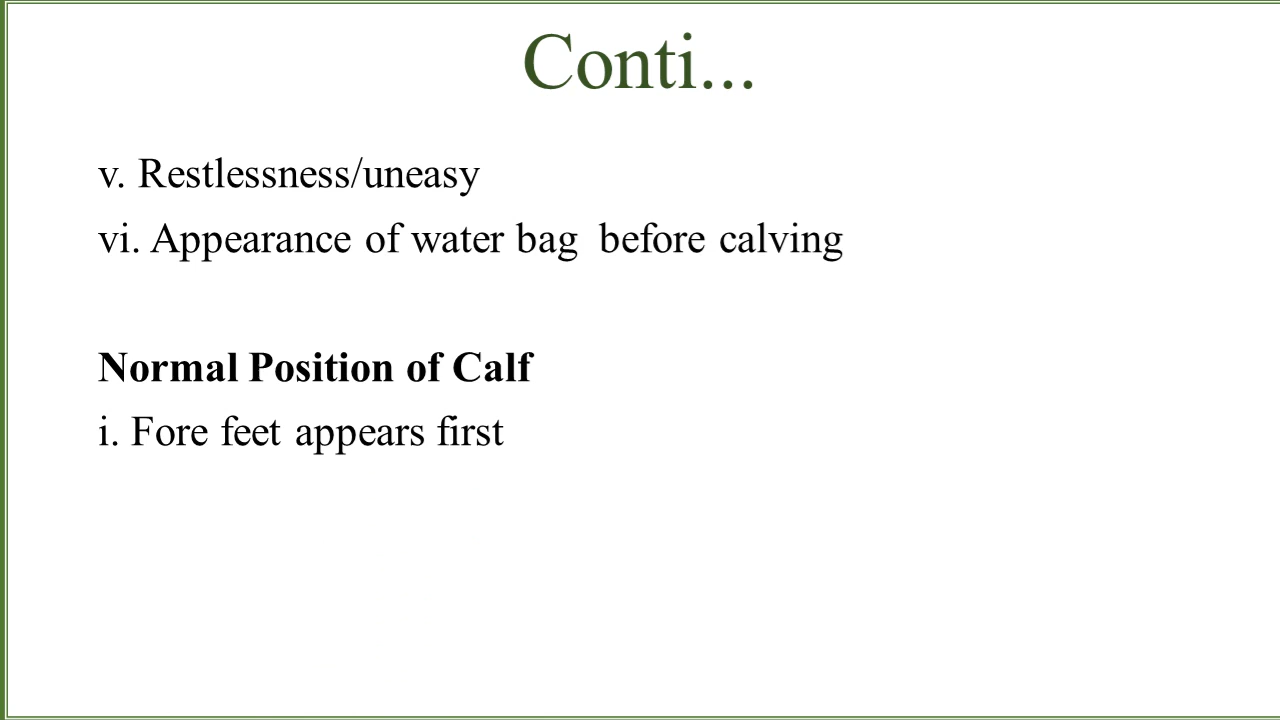 Conti...
v. Restlessness/uneasy
vi. Appearance of water bag  before calving
Normal Position of Calf
i. Fore feet appears first